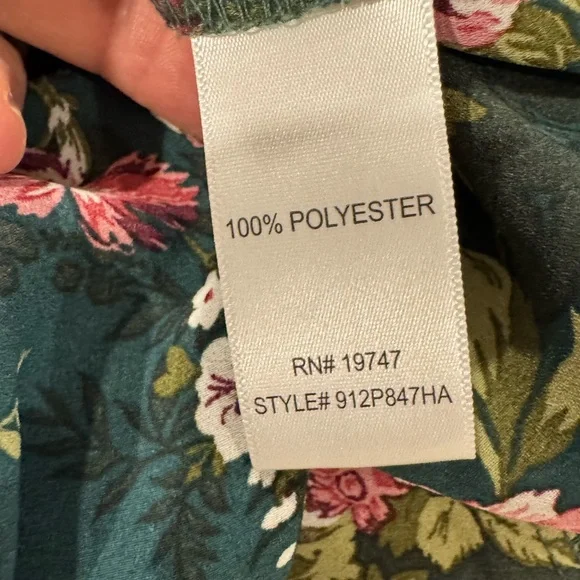 100% POLYESTER
RN# 19747
STYLE# 912P847HA